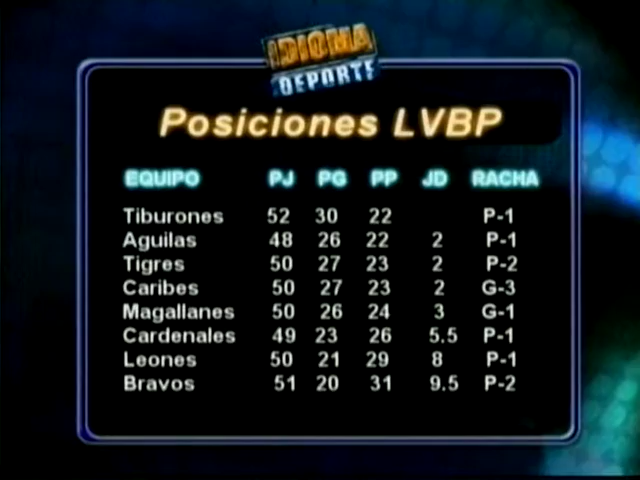 IDIOMA
DEPORTE
Posiciones LVBP
EQUIPO PJ PG PP JD RACHA
Tiburones 52 30 22 P-1
Aguilas 48 26 22 2 P-1
Tigres 50 27 23 2 P-2
Caribes 50 27 23 2 G-3
Magallanes 50 26 24 3 G-1
Cardenales 49 23 26 5.5 P-1
Leones 50 21 29 8 P-1
Bravos 51 20 31 9.5 P-2